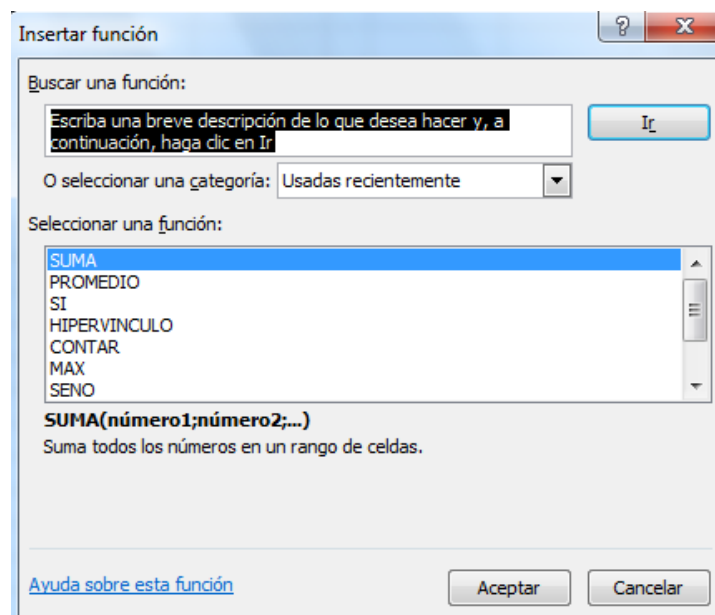 Insertar función
Buscar una función:
Escriba una breve descripción de lo que desea hacer y, a
continuación, haga clic en Ir
Ir
O seleccionar una categoría: Usadas recientemente
Seleccionar una función:
SUMA
PROMEDIO
SI
HIPERVINCULO
CONTAR
MAX
SENO
SUMA(número1;número2;...)
Suma todos los números en un rango de celdas.
Ayuda sobre esta función
Aceptar
Cancelar